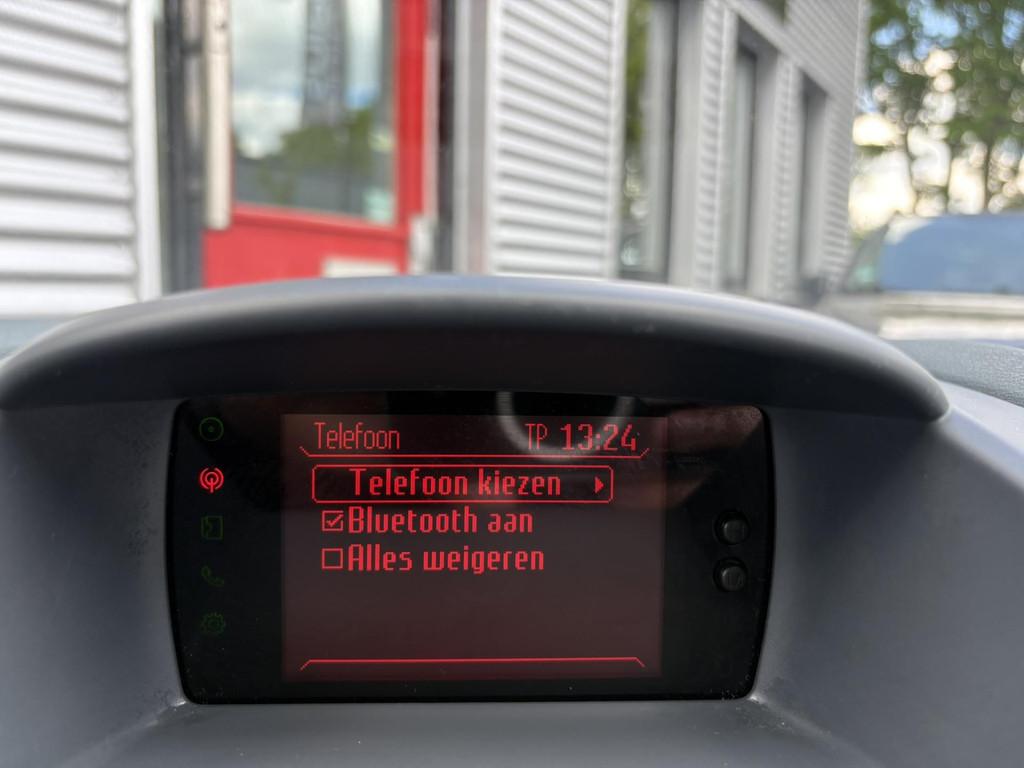 Telefoon TP 13:24
Telefoon kiezen
Bluetooth aan
Alles weigeren